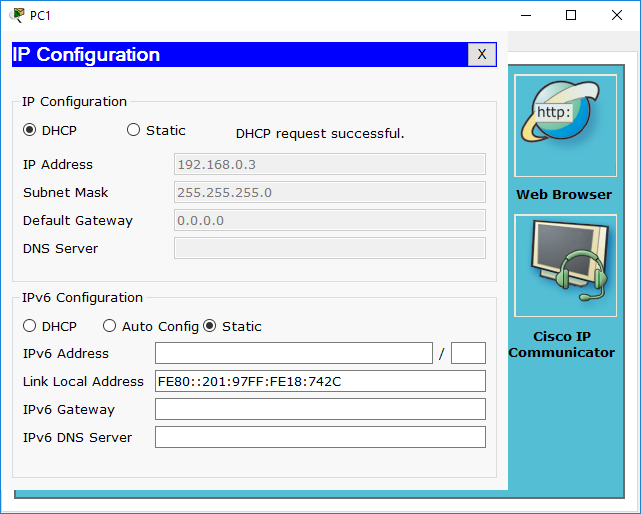 PC1
IP Configuration
X
IP Configuration
DHCP
Static
DHCP request successful.
IP Address
192.168.0.3
Subnet Mask
255.255.255.0
Default Gateway
0.0.0.0
DNS Server
IPv6 Configuration
DHCP
Auto Config
Static
IPv6 Address
/
Link Local Address
FE80::201:97FF:FE18:742C
IPv6 Gateway
IPv6 DNS Server
http:
Web Browser
Cisco IP
Communicator